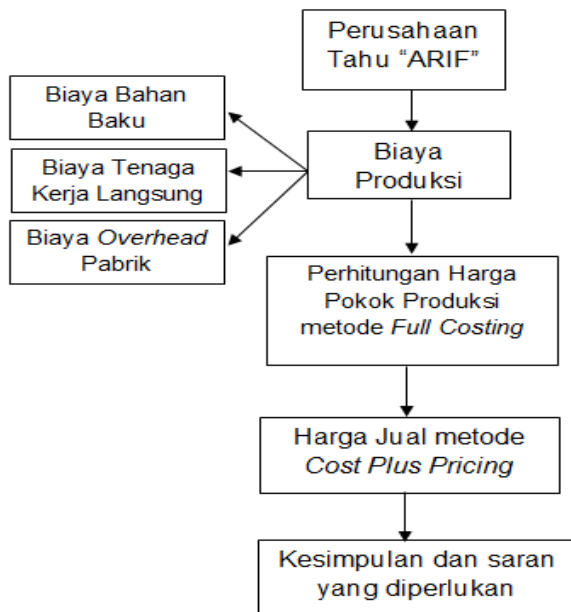 Perusahaan
Tahu “ARIF”
Biaya Bahan
Baku
Biaya Tenaga
Kerja Langsung
Biaya Overhead
Pabrik
Biaya
Produksi
Perhitungan Harga
Pokok Produksi
metode Full Costing
Harga Jual metode
Cost Plus Pricing
Kesimpulan dan saran
yang diperlukan